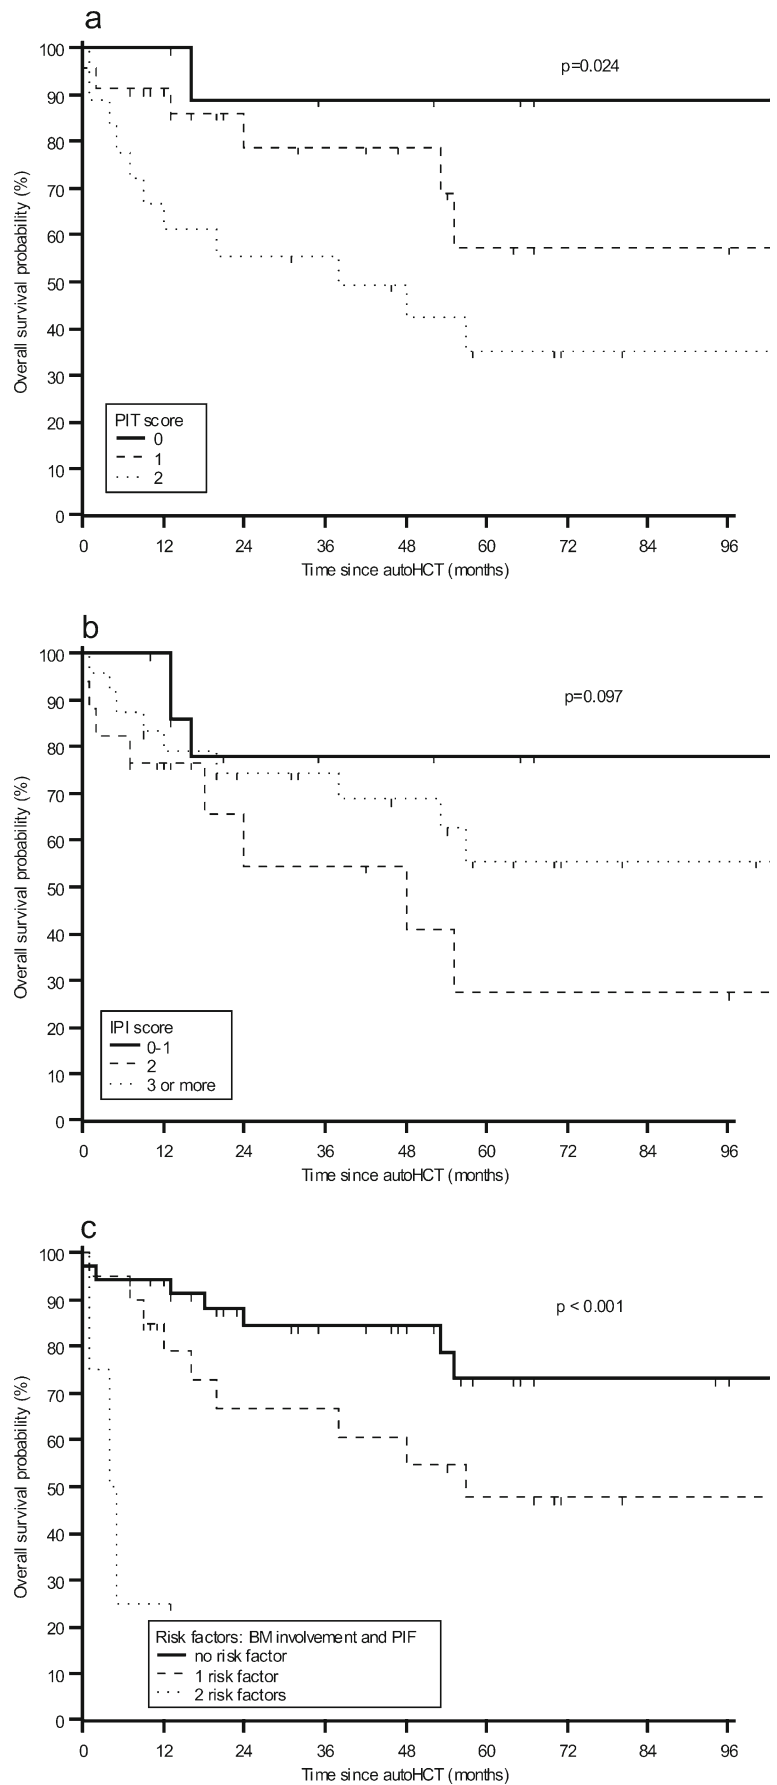 a
100
90
80
70
60
50
40
30
20
10
0
Overall survival probability (%)
p=0.024
PIT score
0
1
2
0 12 24 36 48 60 72 84 96
Time since autoHCT (months)
b
100
90
80
70
60
50
40
30
20
10
0
Overall survival probability (%)
p=0.097
IPI score
0-1
2
3 or more
0 12 24 36 48 60 72 84 96
Time since autoHCT (months)
c
100
90
80
70
60
50
40
30
20
10
0
Overall survival probability (%)
p < 0.001
Risk factors: BM involvement and PIF
no risk factor
1 risk factor
2 risk factors
0 12 24 36 48 60 72 84 96
Time since autoHCT (months)